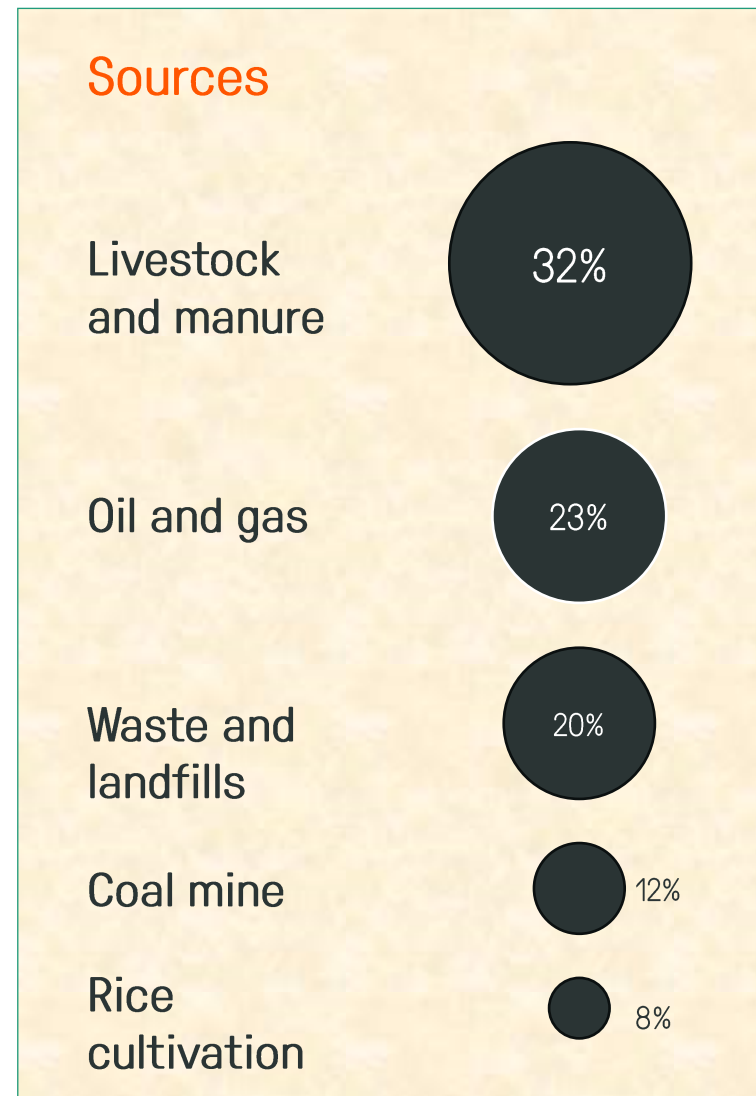 Sources
Livestock
and manure
32%
Oil and gas
23%
Waste and
landfills
20%
Coal mine
12%
Rice
cultivation
8%